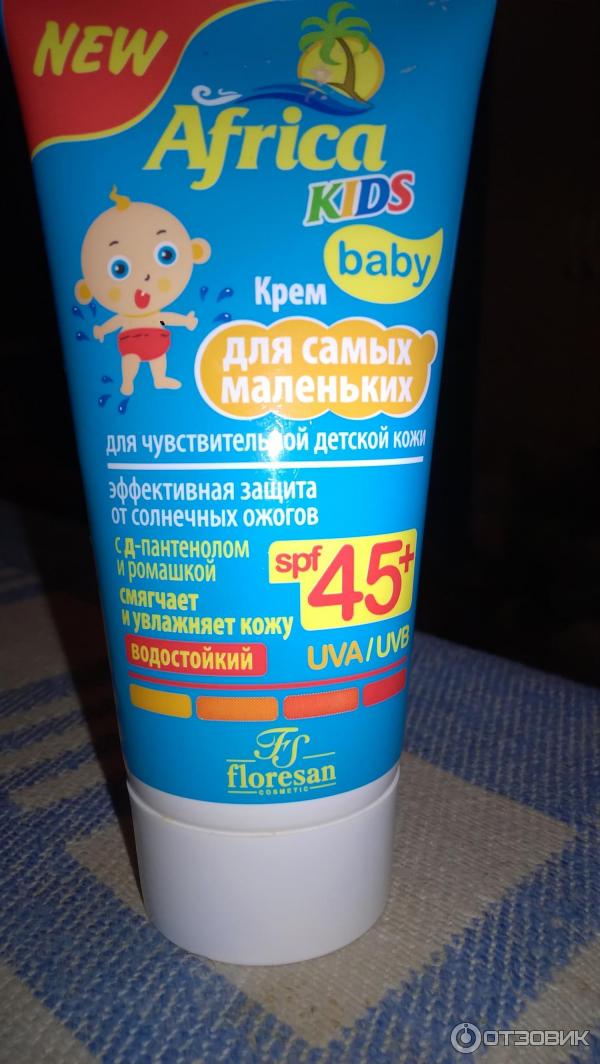 NEW
Africa
KIDS
baby
Крем
для самых
маленьких
для чувствительной детской кожи
эффективная защита
от солнечных ожогов
с д-пантенолом
и ромашкой
смягчает
и увлажняет кожу
spf 45+
водостойкий
UVA/UVB
FS
floresan
COSMETIC
ОТЗОВИК